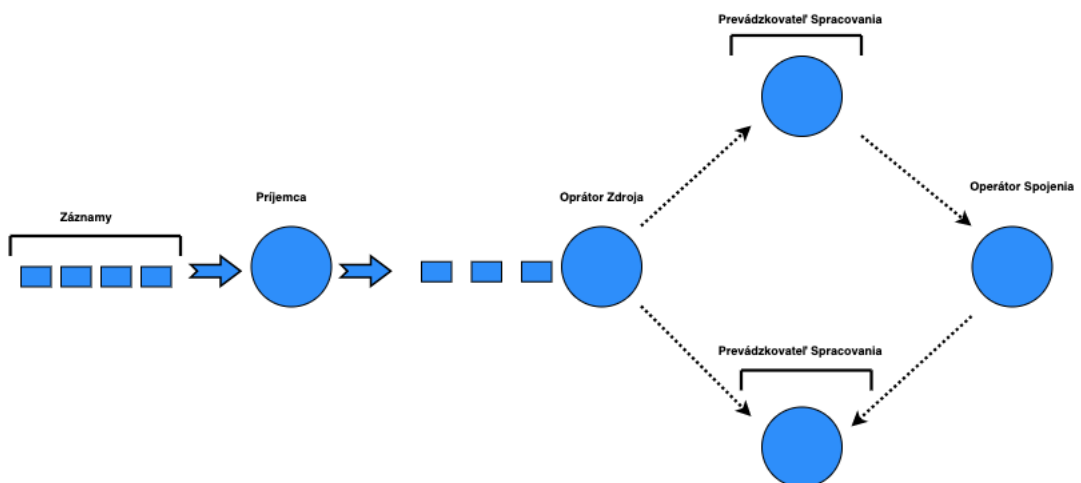 Prevádzkovateľ Spracovania
Záznamy
Príjemca
Oprátor Zdroja
Operátor Spojenia
Prevádzkovateľ Spracovania